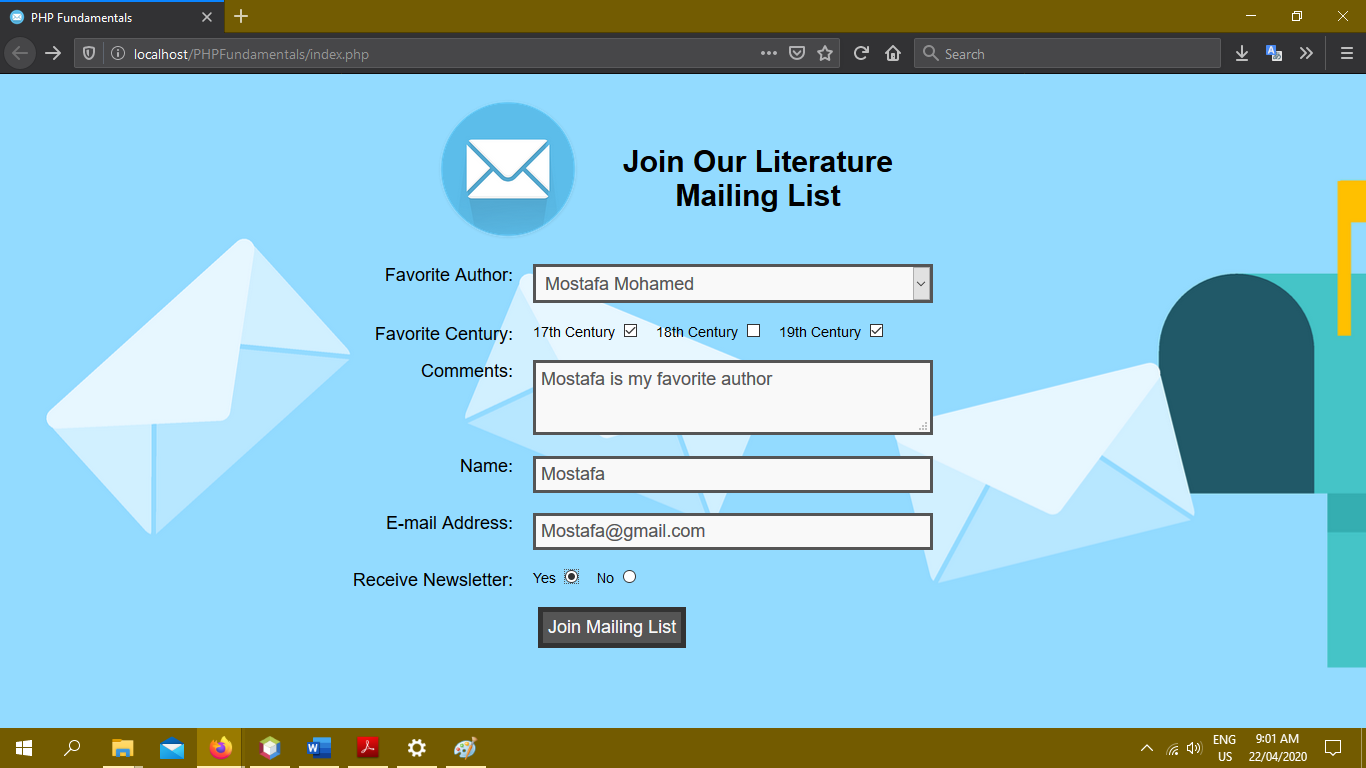 PHP Fundamentals
localhost/PHPFundamentals/index.php
Search
Join Our Literature
Mailing List
Favorite Author: Mostafa Mohamed
Favorite Century: 17th Century 18th Century 19th Century
Comments: Mostafa is my favorite author
Name: Mostafa
E-mail Address: Mostafa@gmail.com
Receive Newsletter: Yes No
Join Mailing List
ENG 9:01 AM
US 22/04/2020